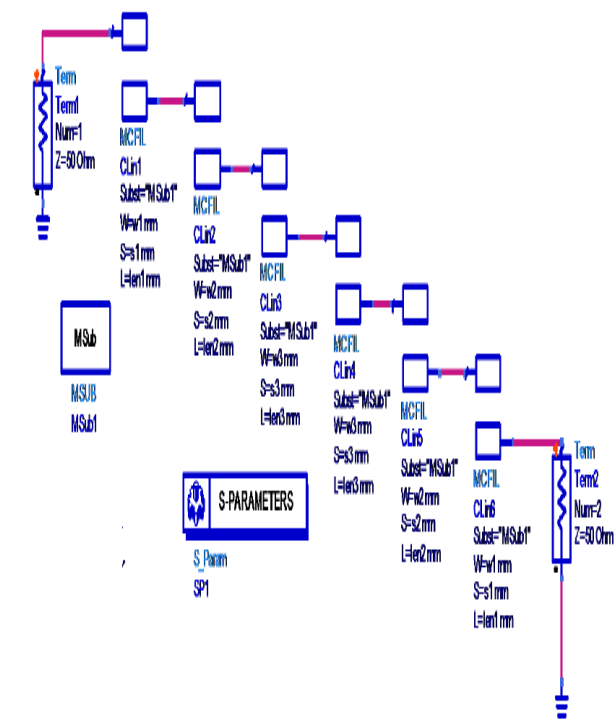 Term
Term1
Num=1
Z=50 Ohm
MCFIL
CLin1
Subst="MSub1"
W=w1 mm
S=s1 mm
L=len1 mm
MCFIL
CLin2
Subst="MSub1"
W=w2 mm
S=s2 mm
L=len2 mm
MCFIL
CLin3
Subst="MSub1"
W=w3 mm
S=s3 mm
L=len3 mm
MCFIL
CLin4
Subst="MSub1"
W=w3 mm
S=s3 mm
L=len3 mm
MCFIL
CLin5
Subst="MSub1"
W=w2 mm
S=s2 mm
L=len2 mm
MCFIL
CLin6
Subst="MSub1"
W=w1 mm
S=s1 mm
L=len1 mm
Term
Term2
Num=2
Z=50 Ohm
MSub
MSUB
MSub1
S-PARAMETERS
S_Param
SP1